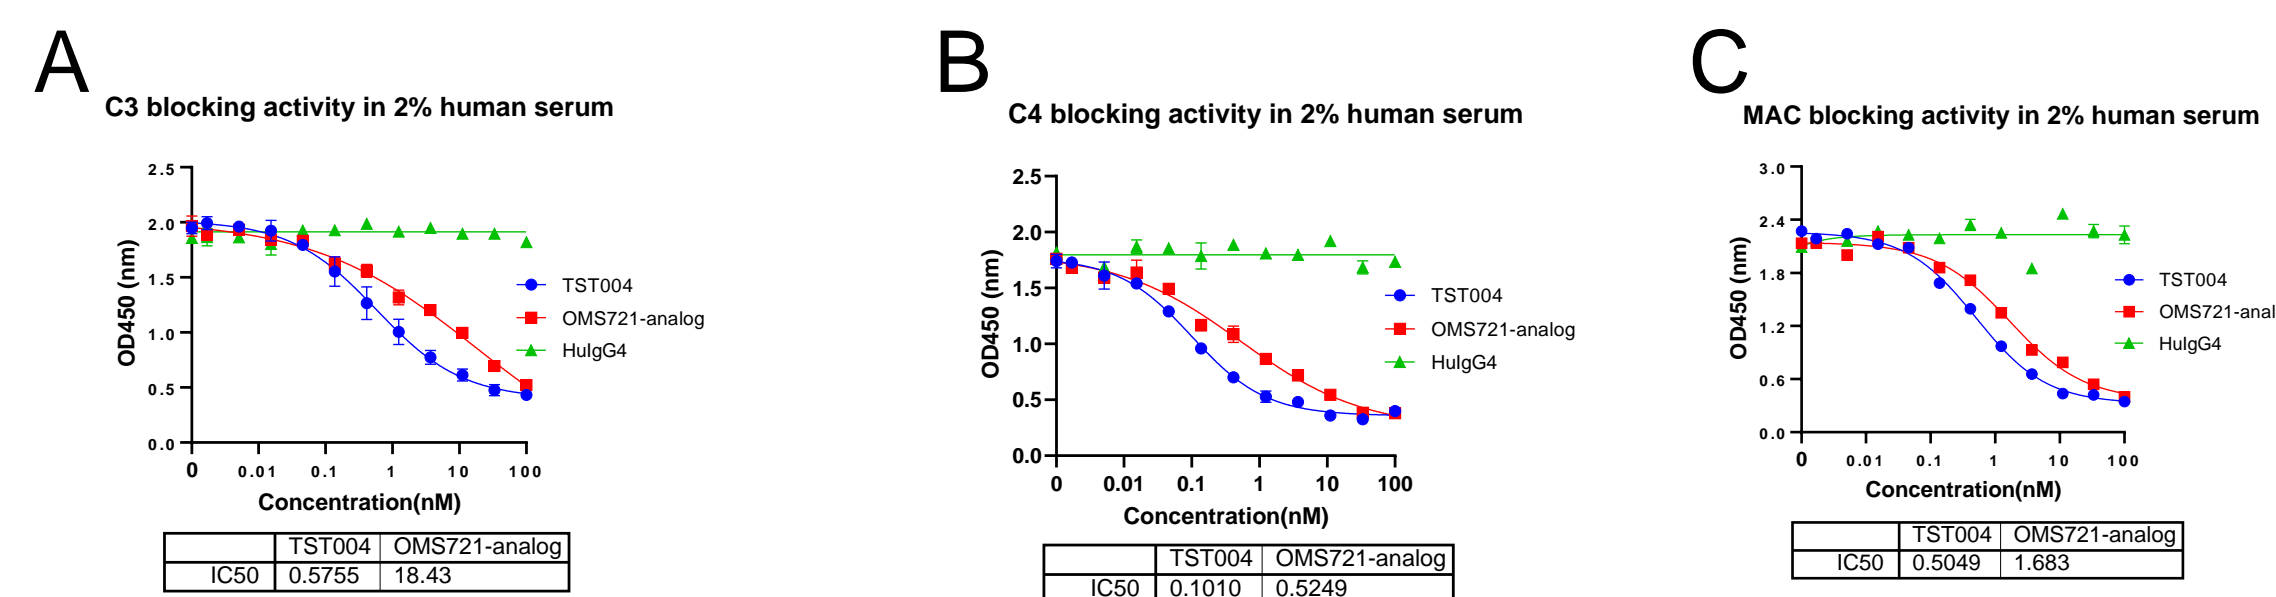 A
C3 blocking activity in 2% human serum
OD450 (nm)
2.5
2.0
1.5
1.0
0.5
0.0
0 0.01 0.1 1 10 100
Concentration(nM)
TST004
OMS721-analog
HuIgG4
TST004 OMS721-analog
IC50 0.5755 18.43
B
C4 blocking activity in 2% human serum
OD450 (nm)
2.5
2.0
1.5
1.0
0.5
0.0
0 0.01 0.1 1 10 100
Concentration(nM)
TST004
OMS721-analog
HuIgG4
TST004 OMS721-analog
IC50 0.1010 0.5249
C
MAC blocking activity in 2% human serum
OD450 (nm)
3.0
2.4
1.8
1.2
0.6
0.0
0 0.01 0.1 1 10 100
Concentration(nM)
TST004
OMS721-anal
HuIgG4
TST004 OMS721-analog
IC50 0.5049 1.683